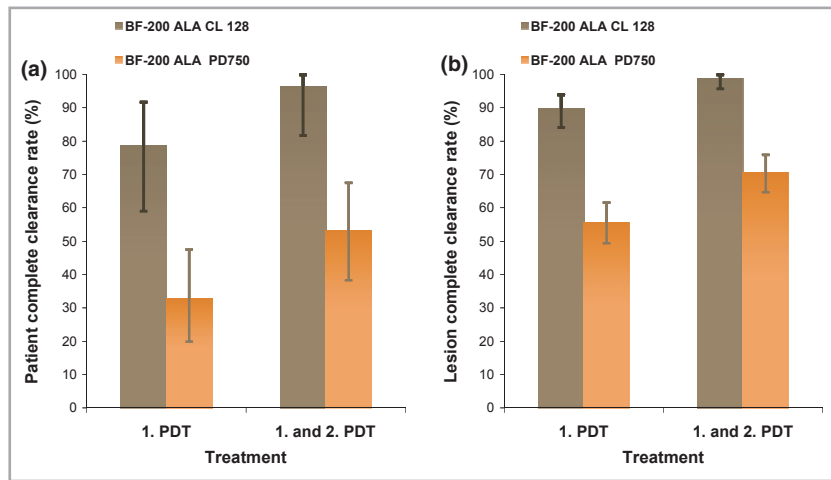 BF-200 ALA CL 128
BF-200 ALA PD750
(a)
Patient complete clearance rate (%)
100
90
80
70
60
50
40
30
20
10
0
1. PDT
1. and 2. PDT
Treatment
BF-200 ALA CL 128
BF-200 ALA PD750
(b)
Lesion complete clearance rate (%)
100
90
80
70
60
50
40
30
20
10
0
1. PDT
1. and 2. PDT
Treatment